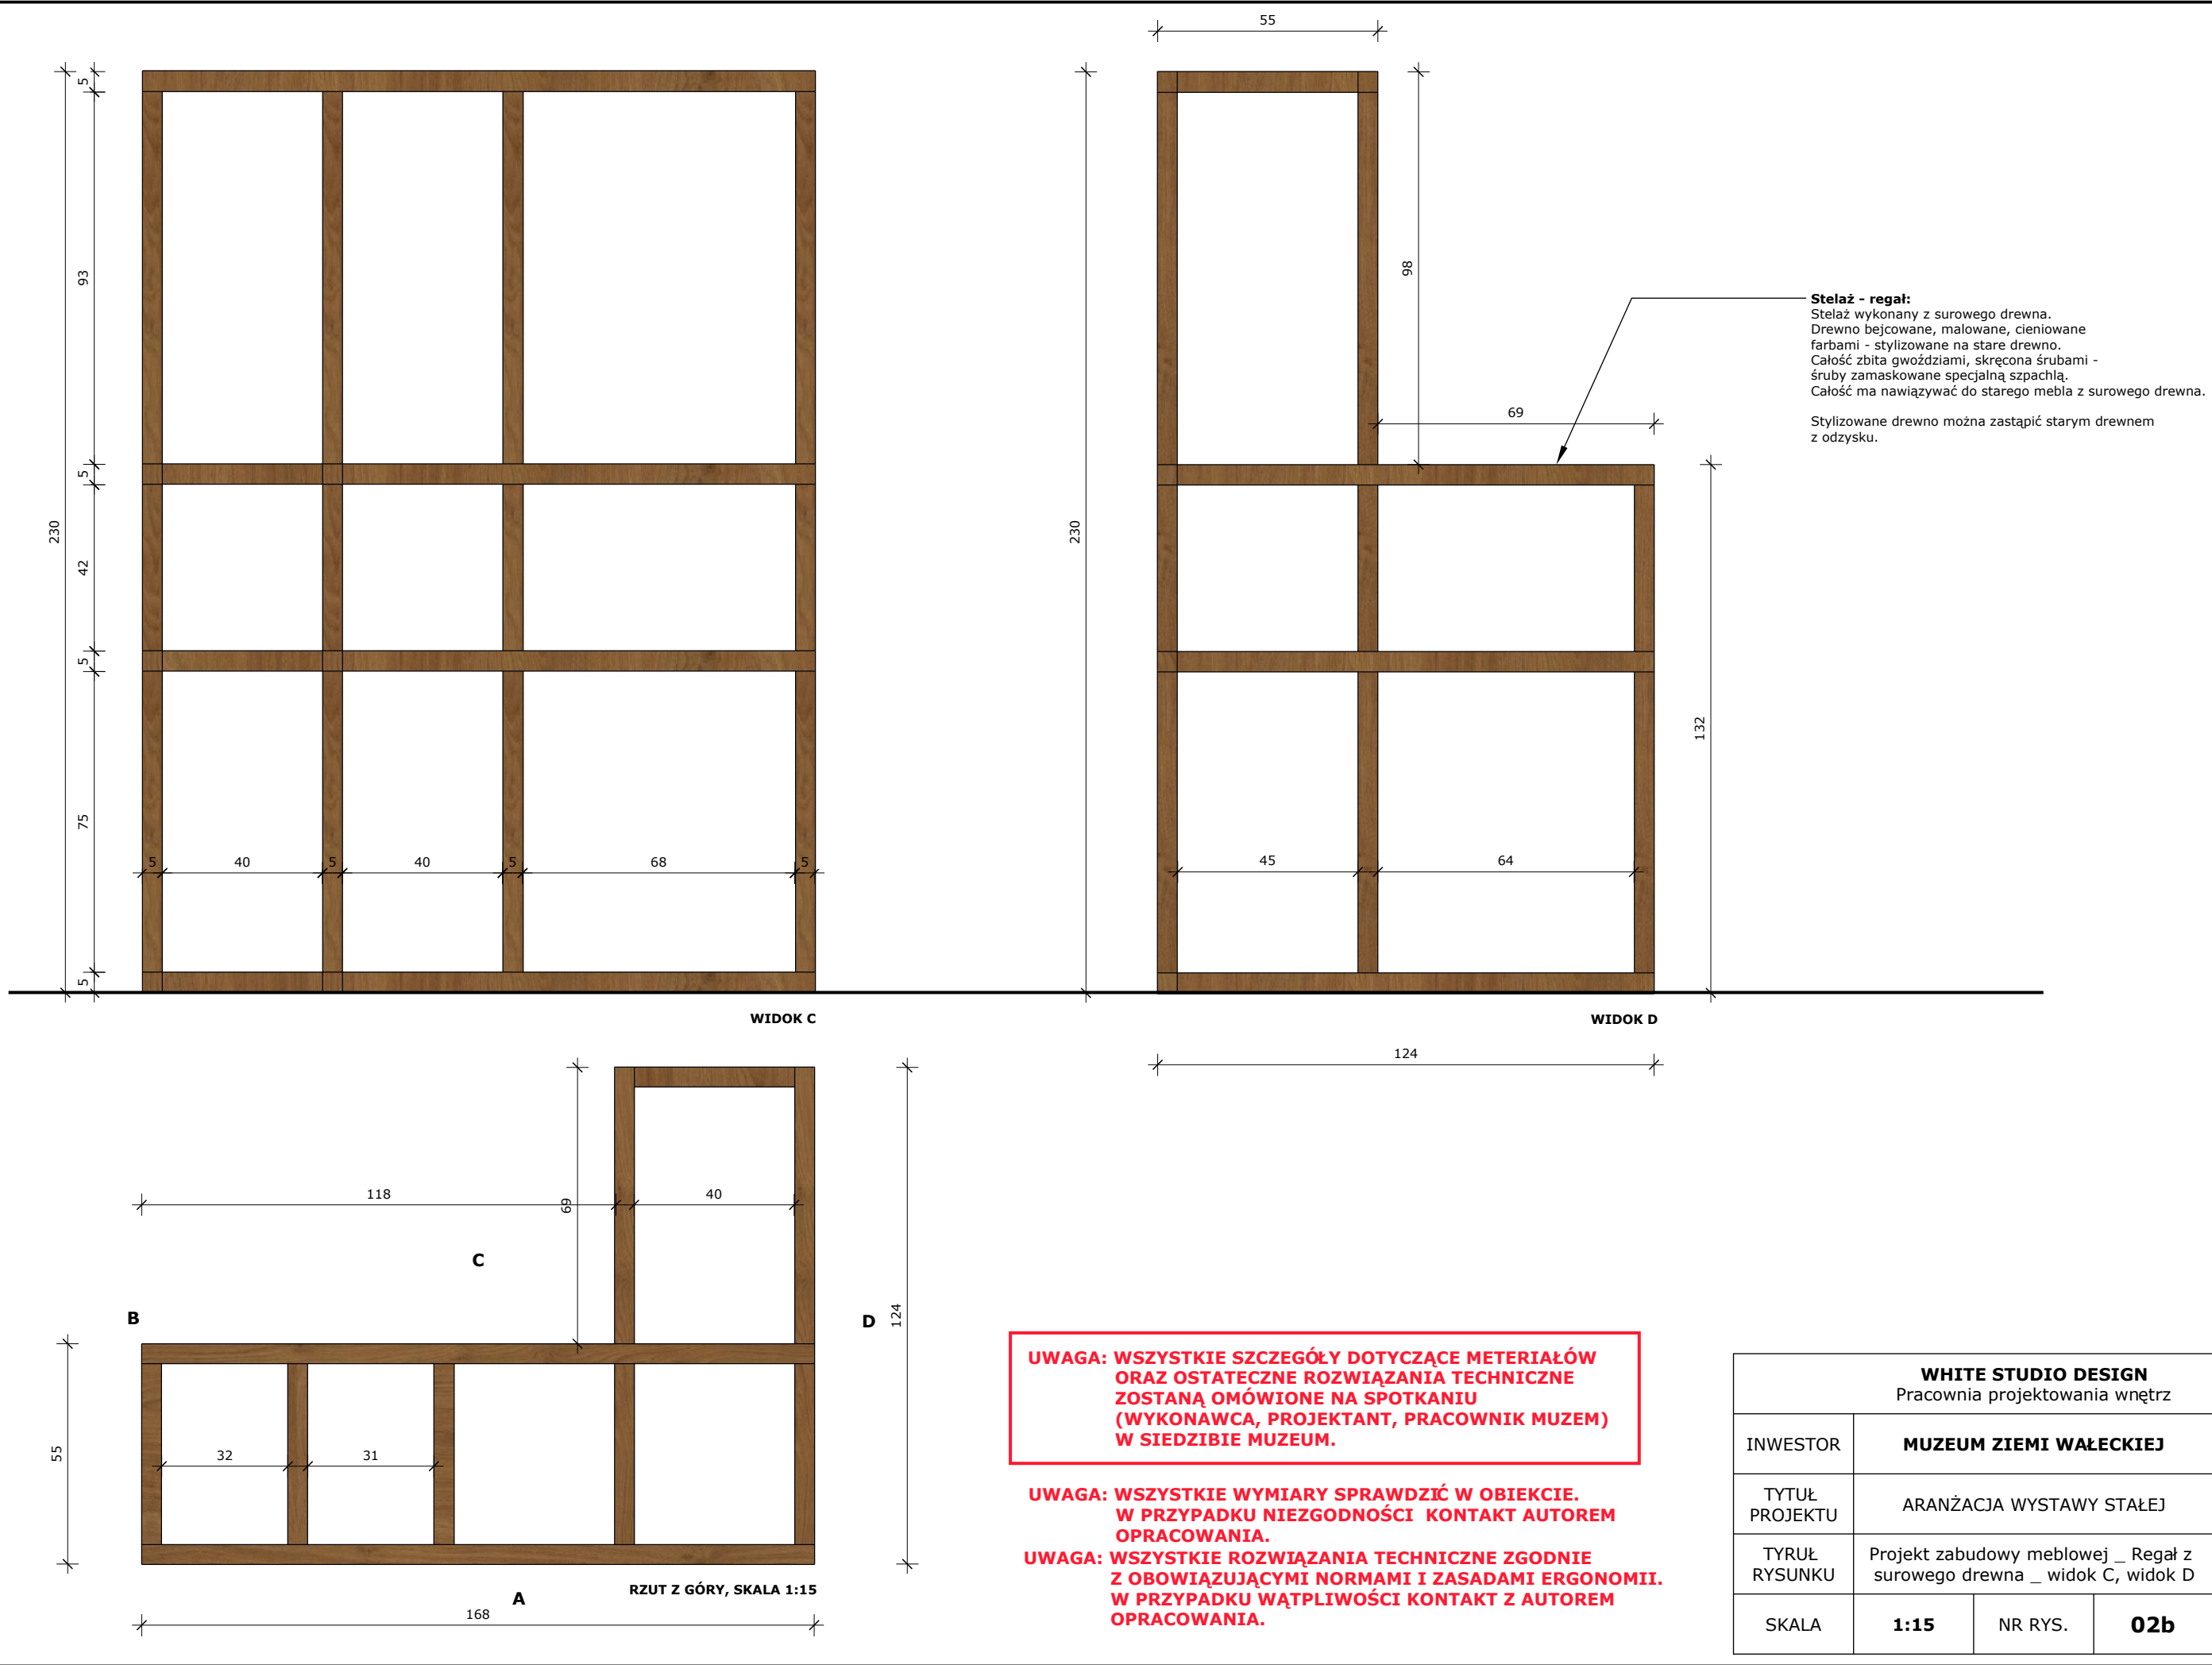 55
5
93
5
42
5
75
5
230
5
40
5
40
5
68
5
WIDOK C
230
98
69
132
45
64
WIDOK D
124
Stelaż - regał:
Stelaż wykonany z surowego drewna.
Drewno bejcowane, malowane, cieniowane
farbami - stylizowane na stare drewno.
Całość zbita gwoździami, skręcona śrubami -
śruby zamaskowane specjalną szpachlą.
Całość ma nawiązywać do starego mebla z surowego drewna.
Stylizowane drewno można zastąpić starym drewnem
z odzysku.
118
40
69
C
B
D
124
55
32
31
A
RZUT Z GÓRY, SKALA 1:15
168
UWAGA: WSZYSTKIE SZCZEGÓŁY DOTYCZĄCE METERIAŁÓW
ORAZ OSTATECZNE ROZWIĄZANIA TECHNICZNE
ZOSTANĄ OMÓWIONE NA SPOTKANIU
(WYKONAWCA, PROJEKTANT, PRACOWNIK MUZEM)
W SIEDZIBIE MUZEUM.
UWAGA: WSZYSTKIE WYMIARY SPRAWDZIĆ W OBIEKCIE.
W PRZYPADKU NIEZGODNOŚCI KONTAKT AUTOREM
OPRACOWANIA.
UWAGA: WSZYSTKIE ROZWIĄZANIA TECHNICZNE ZGODNIE
Z OBOWIĄZUJĄCYMI NORMAMI I ZASADAMI ERGONOMII.
W PRZYPADKU WĄTPLIWOŚCI KONTAKT Z AUTOREM
OPRACOWANIA.
WHITE STUDIO DESIGN
Pracownia projektowania wnętrz
INWESTOR
MUZEUM ZIEMI WAŁECKIEJ
TYTUŁ
PROJEKTU
ARANŻACJA WYSTAWY STAŁEJ
TYRUŁ
RYSUNKU
Projekt zabudowy meblowej _ Regał z
surowego drewna _ widok C, widok D
SKALA
1:15
NR RYS.
02b